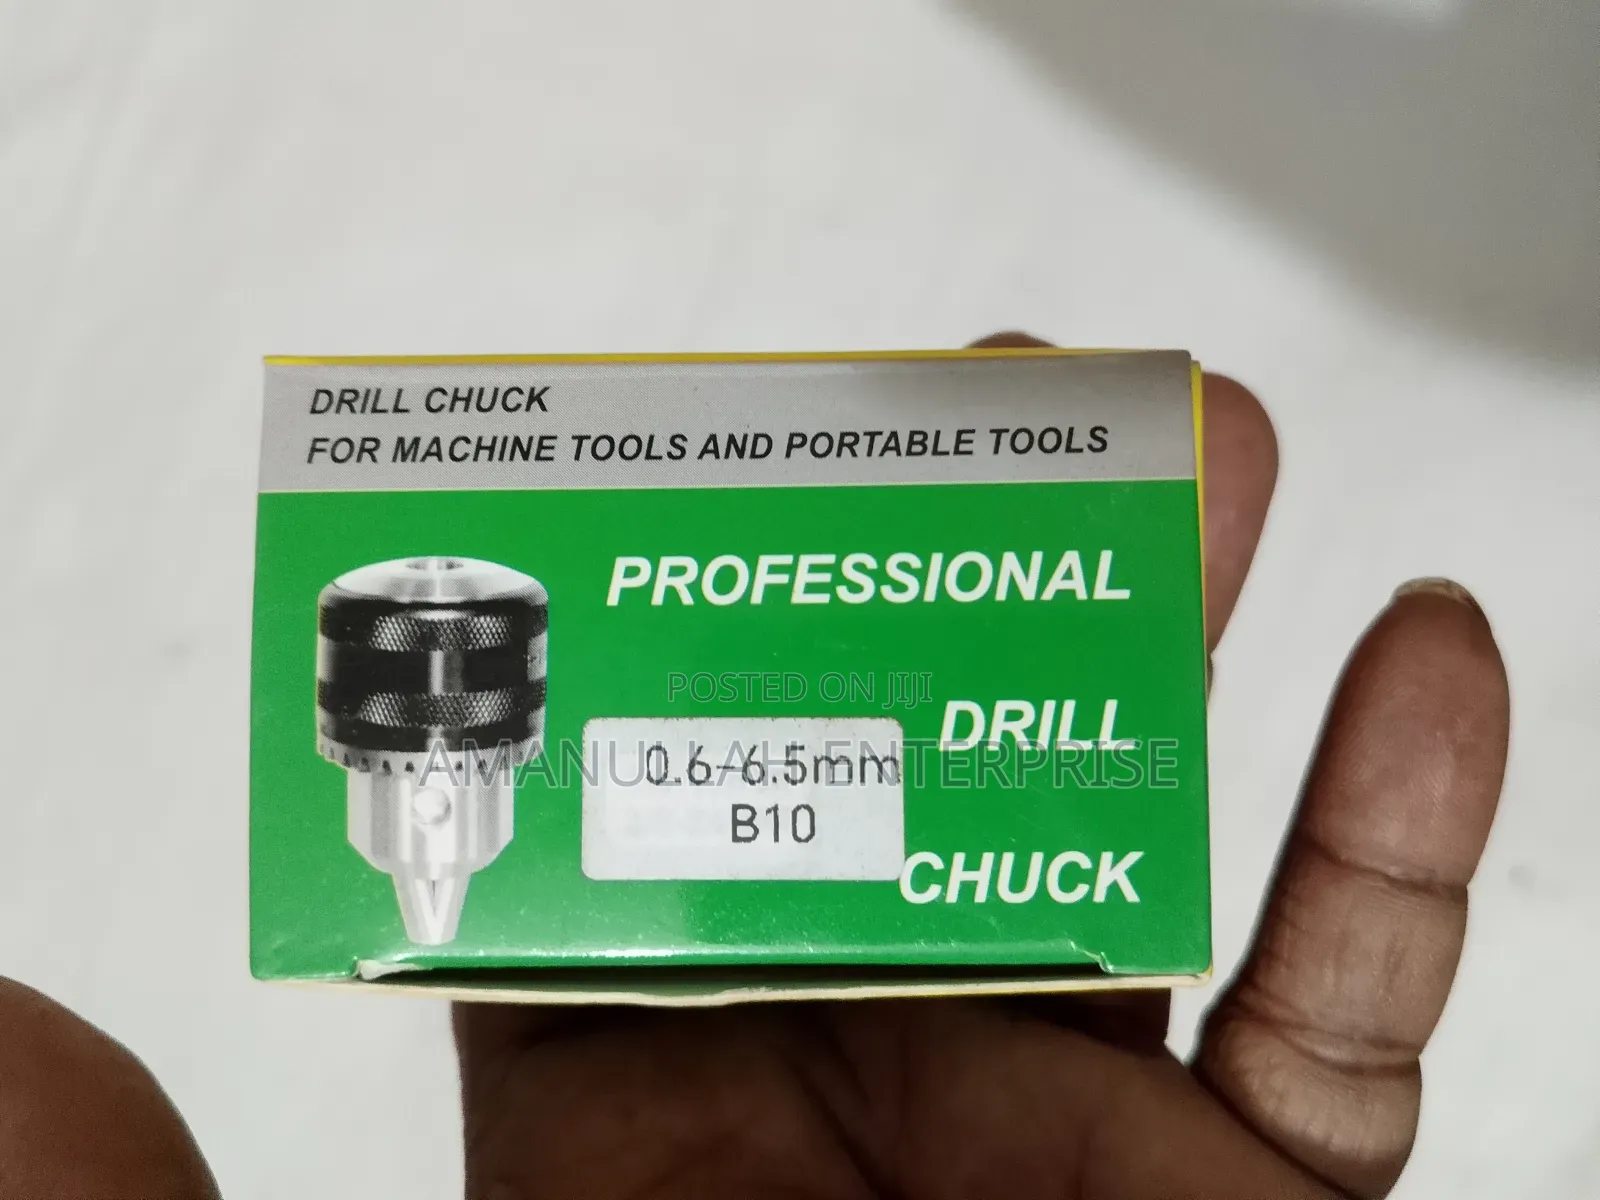 DRILL CHUCK
FOR MACHINE TOOLS AND PORTABLE TOOLS
PROFESSIONAL
POSTED ON JIJI
DRILL
AMANULLAH ENTERPRISE
0.6-6.5mm
B10
CHUCK